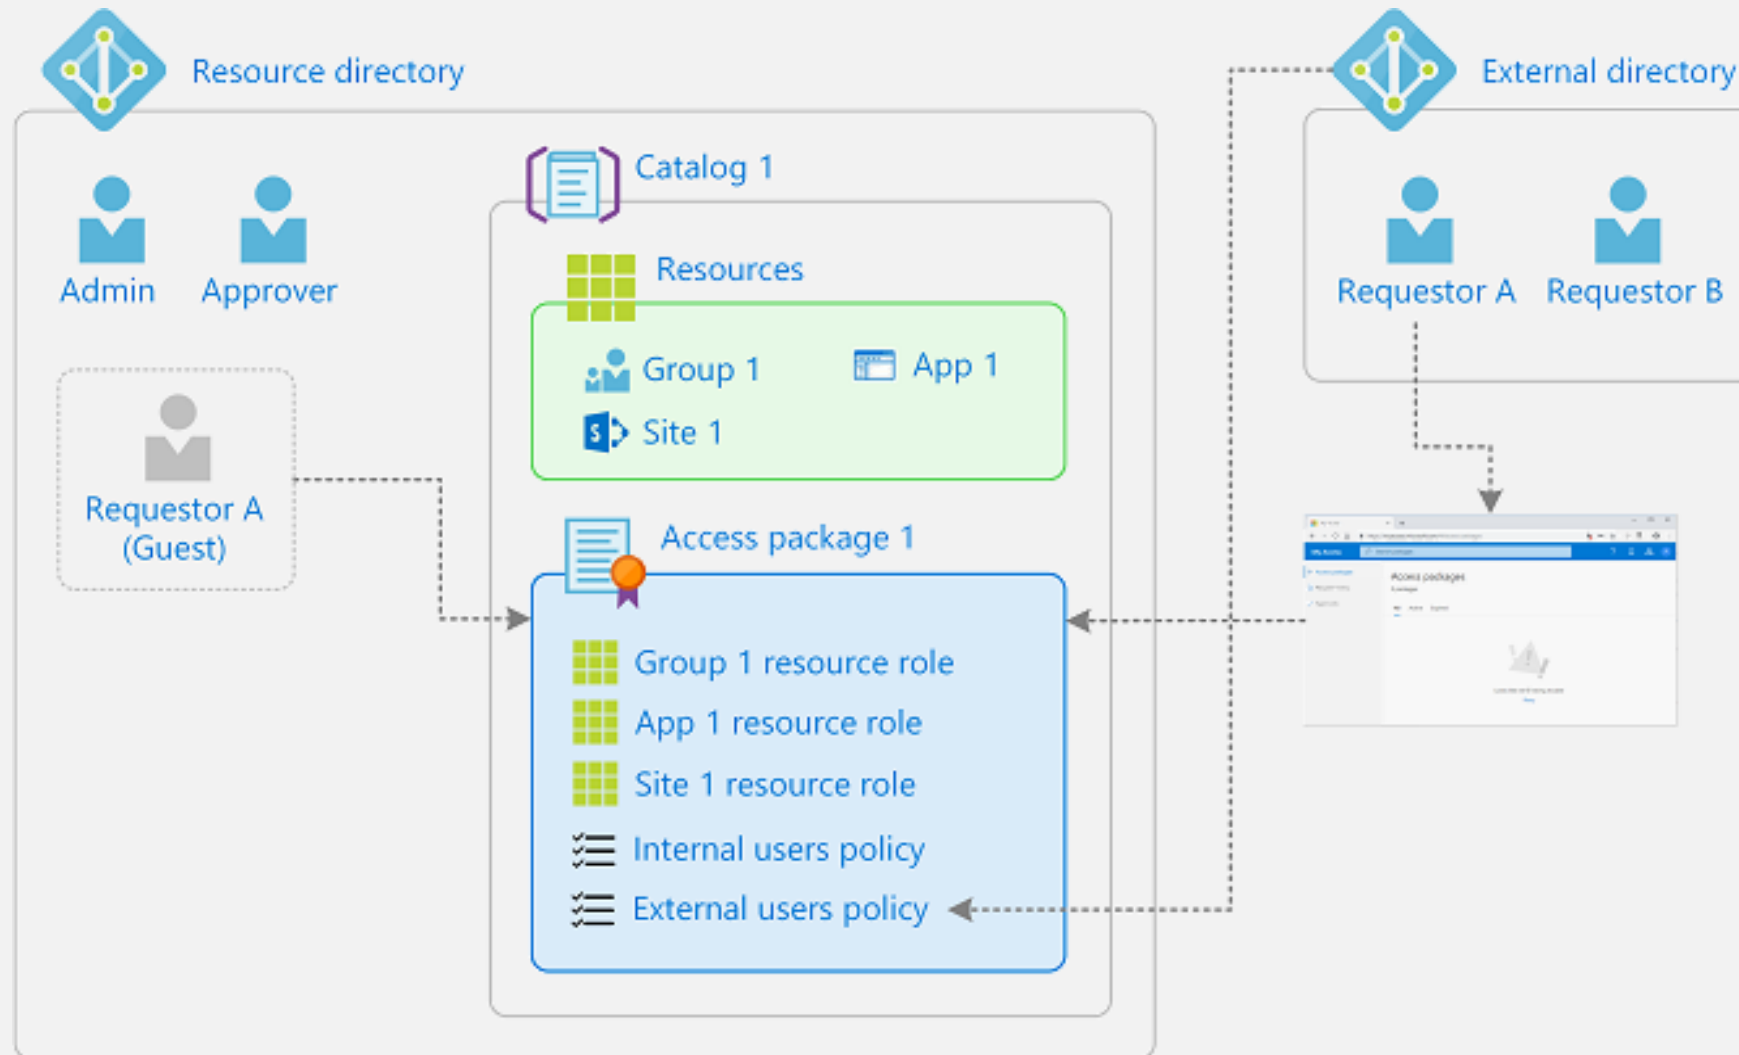 Resource directory
External directory
Catalog 1
Resources
Admin
Approver
Group 1
App 1
Site 1
Requestor A
(Guest)
Access package 1
Group 1 resource role
App 1 resource role
Site 1 resource role
Internal users policy
External users policy
Requestor A
Requestor B
Access packages